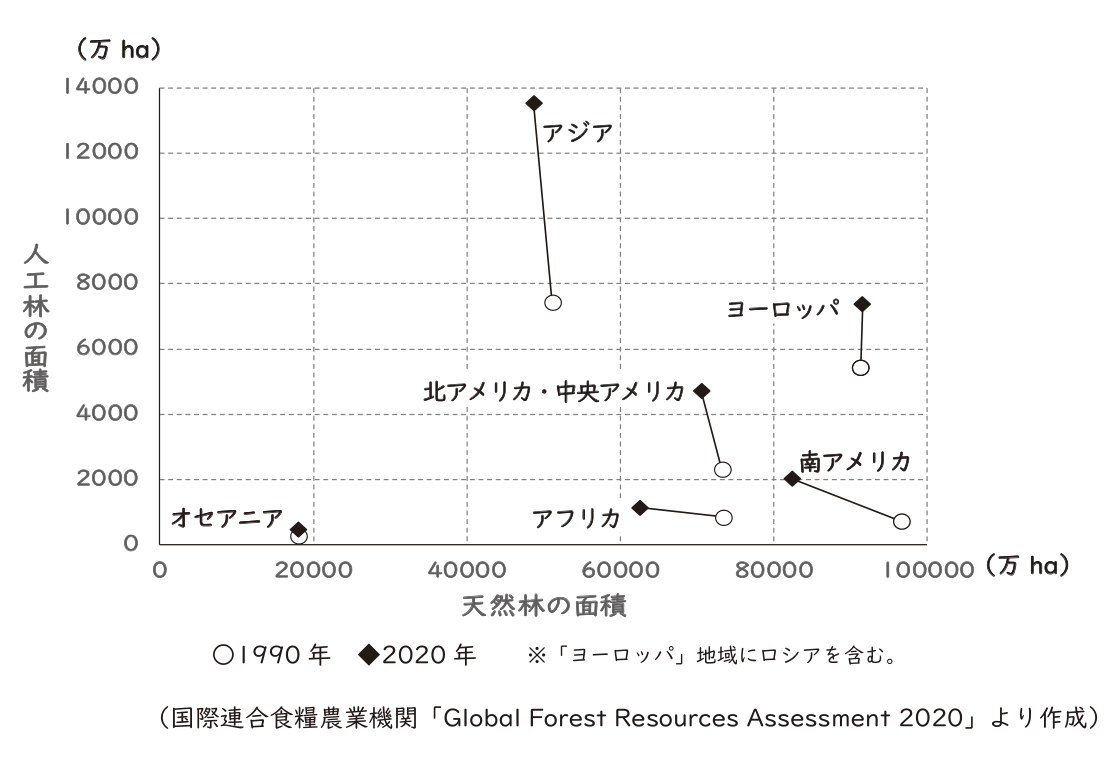 (万 ha)
14000
12000
10000
8000
6000
4000
2000
0
人工林の面積
アジア
ヨーロッパ
北アメリカ・中央アメリカ
南アメリカ
オセアニア
アフリカ
0 20000 40000 60000 80000 100000 (万 ha)
天然林の面積
○1990 年 ◆2020 年 ※「ヨーロッパ」地域にロシアを含む。
(国際連合食糧農業機関「Global Forest Resources Assessment 2020」より作成)